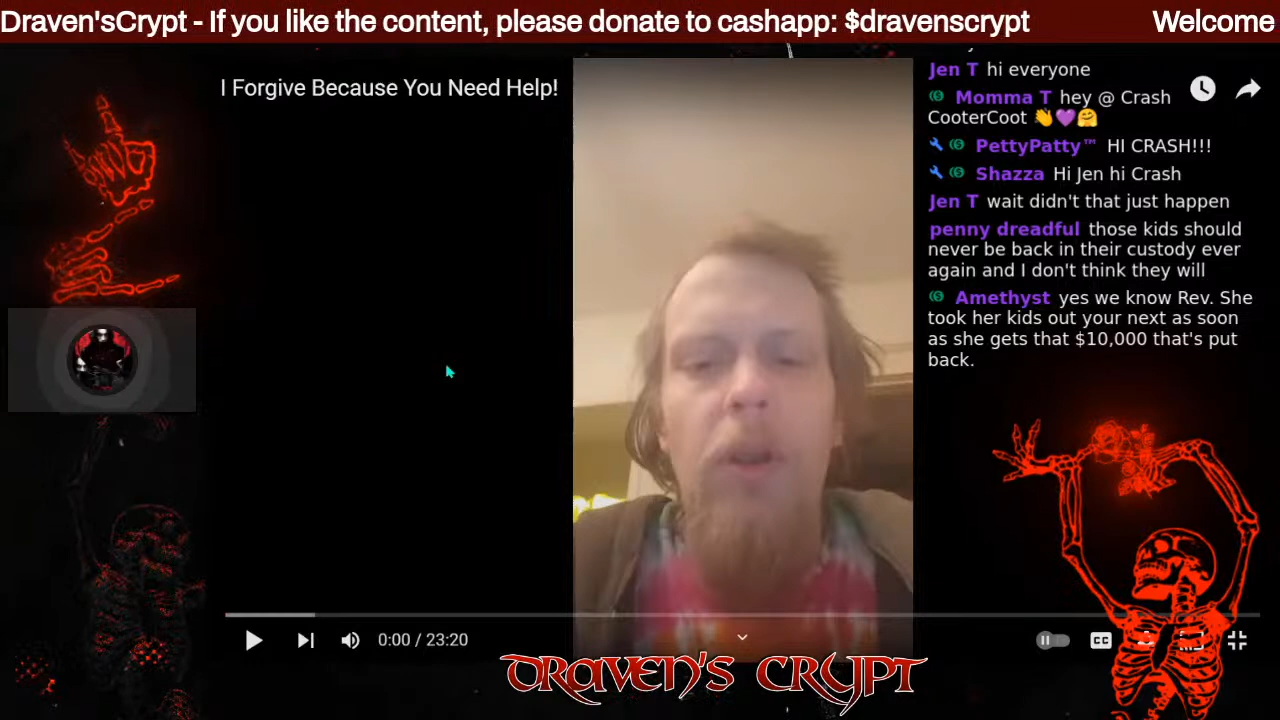 Draven'sCrypt - If you like the content, please donate to cashapp: $dravenscrypt
Welcome
I Forgive Because You Need Help!
Jen T hi everyone
Momma T hey @ Crash
CooterCoot 👋💜🤗
PettyPatty™ HI CRASH!!!
Shazza Hi Jen hi Crash
Jen T wait didn't that just happen
penny dreadful those kids should
never be back in their custody ever
again and I don't think they will
Amethyst yes we know Rev. She
took her kids out your next as soon
as she gets that $10,000 that's put
back.
0:00 / 23:20
CC
DRAVEN'S CRYPT